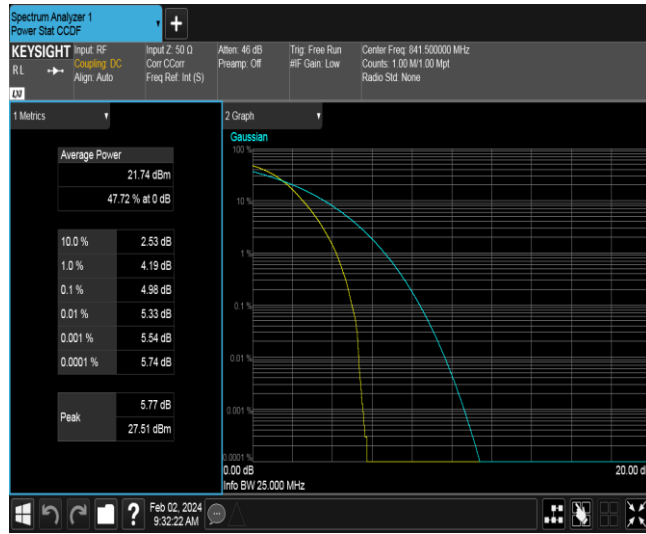 Spectrum Analyzer 1
Power Stat CCDF
+
KEYSIGHT
RL
LXI
Input: RF
Coupling: DC
Align: Auto
Input Z: 50 Ω
Corr CCorr
Freq Ref: Int (S)
Atten: 46 dB
Preamp: Off
Trig: Free Run
#IF Gain: Low
Center Freq: 841.500000 MHz
Counts: 1.00 M/1.00 Mpt
Radio Std: None
1 Metrics
Average Power
21.74 dBm
47.72 % at 0 dB
10.0 % 2.53 dB
1.0 % 4.19 dB
0.1 % 4.98 dB
0.01 % 5.33 dB
0.001 % 5.54 dB
0.0001 % 5.74 dB
Peak
5.77 dB
27.51 dBm
2 Graph
Gaussian
100 %
10 %
1 %
0.1 %
0.01 %
0.001 %
0.0001 %
0.00 dB 20.00 d
Info BW 25.000 MHz
?
Feb 02, 2024
9:32:22 AM